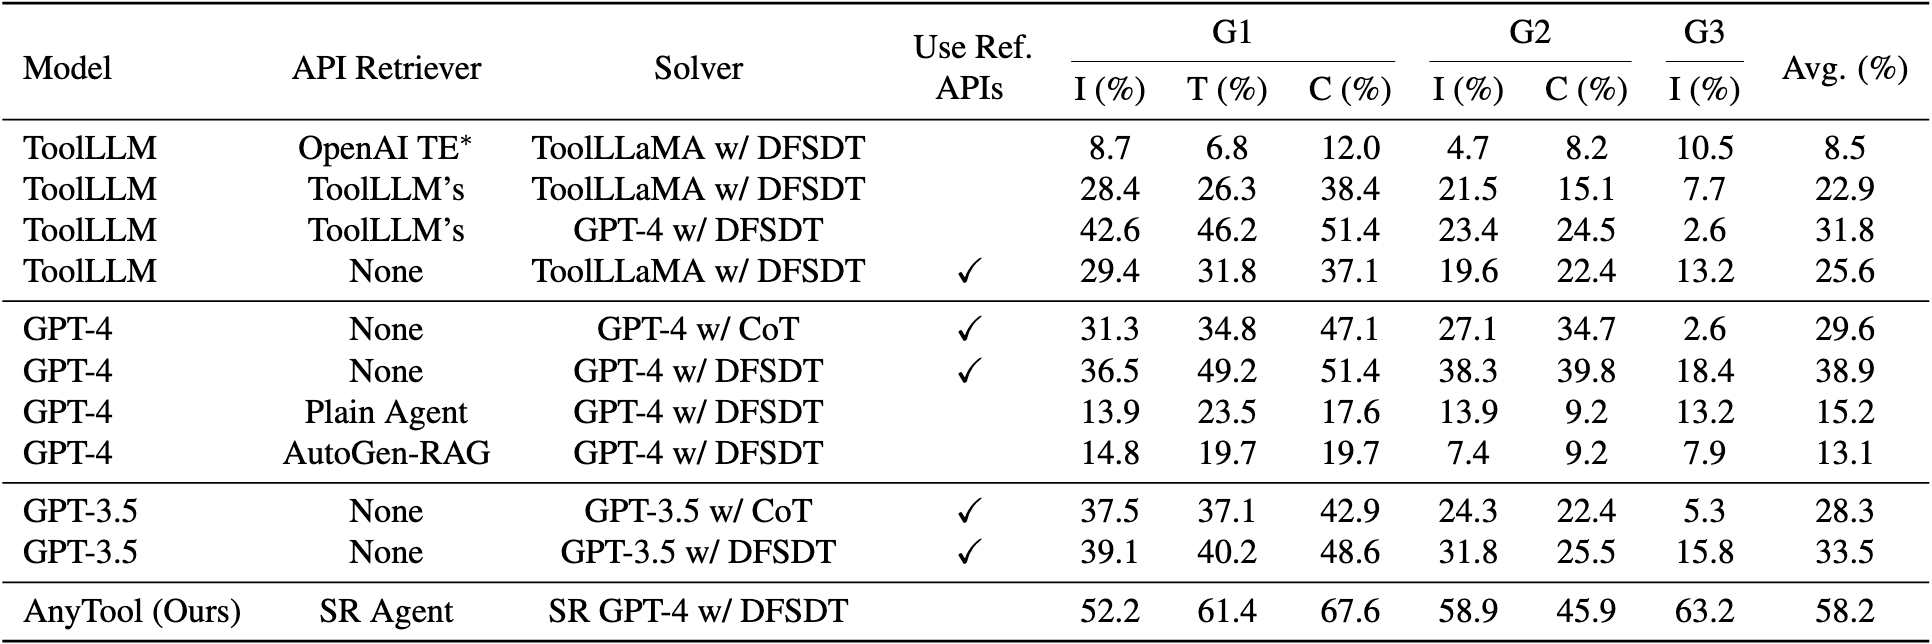 Model API Retriever Solver Use Ref. APIs G1 G2 G3 Avg. (%)
I (%) T (%) C (%) I (%) C (%) I (%)
ToolLLM OpenAI TE* ToolLLaMA w/ DFSDT 8.7 6.8 12.0 4.7 8.2 10.5 8.5
ToolLLM ToolLLM’s ToolLLaMA w/ DFSDT 28.4 26.3 38.4 21.5 15.1 7.7 22.9
ToolLLM ToolLLM’s GPT-4 w/ DFSDT 42.6 46.2 51.4 23.4 24.5 2.6 31.8
ToolLLM None ToolLLaMA w/ DFSDT ✓ 29.4 31.8 37.1 19.6 22.4 13.2 25.6
GPT-4 None GPT-4 w/ CoT ✓ 31.3 34.8 47.1 27.1 34.7 2.6 29.6
GPT-4 None GPT-4 w/ DFSDT ✓ 36.5 49.2 51.4 38.3 39.8 18.4 38.9
GPT-4 Plain Agent GPT-4 w/ DFSDT 13.9 23.5 17.6 13.9 9.2 13.2 15.2
GPT-4 AutoGen-RAG GPT-4 w/ DFSDT 14.8 19.7 19.7 7.4 9.2 7.9 13.1
GPT-3.5 None GPT-3.5 w/ CoT ✓ 37.5 37.1 42.9 24.3 22.4 5.3 28.3
GPT-3.5 None GPT-3.5 w/ DFSDT ✓ 39.1 40.2 48.6 31.8 25.5 15.8 33.5
AnyTool (Ours) SR Agent SR GPT-4 w/ DFSDT 52.2 61.4 67.6 58.9 45.9 63.2 58.2